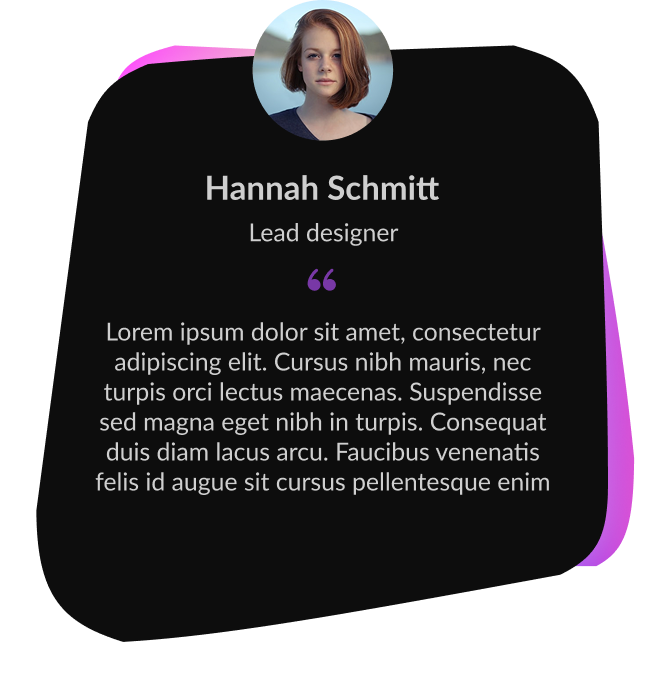 Hannah Schmitt
Lead designer
“
Lorem ipsum dolor sit amet, consectetur
adipiscing elit. Cursus nibh mauris, nec
turpis orci lectus maecenas. Suspendisse
sed magna eget nibh in turpis. Consequat
duis diam lacus arcu. Faucibus venenatis
felis id augue sit cursus pellentesque enim